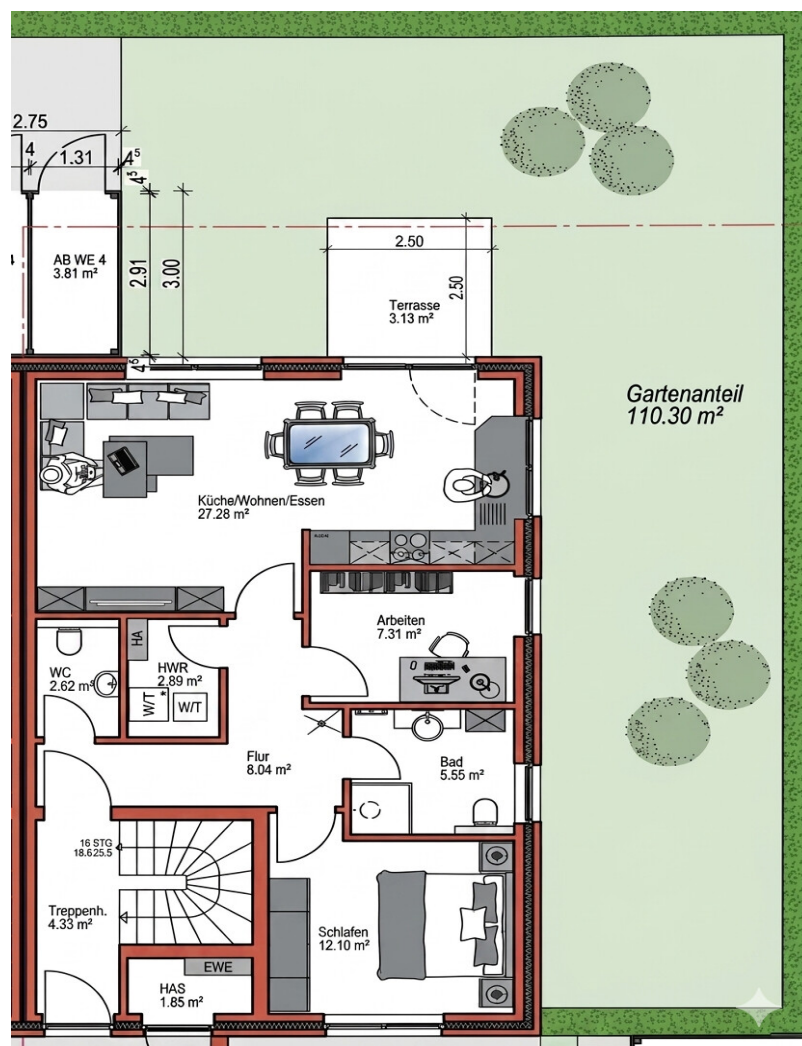 2.75
4
1.31
4⁵
4⁵
AB WE 4
3.81 m²
2.91
3.00
4⁵
2.50
2.50
Terrasse
3.13 m²
Gartenanteil
110.30 m²
Küche/Wohnen/Essen
27.28 m²
Arbeiten
7.31 m²
HA
WC
2.62 m²
HWR
2.89 m²
W/T
*
W/T
Flur
8.04 m²
Bad
5.55 m²
16 STG
18.625.5
Treppenh.
4.33 m²
Schlafen
12.10 m²
EWE
HAS
1.85 m²